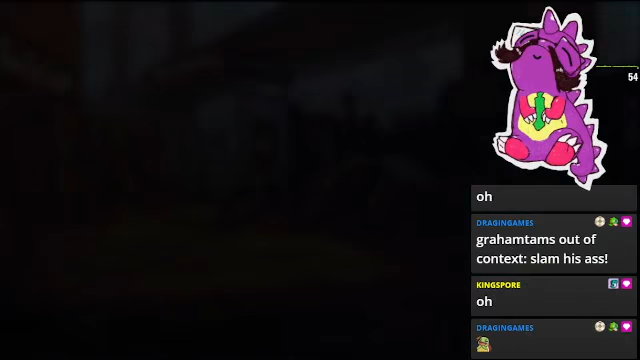 54
oh
DRAGINGAMES
grahamtams out of
context: slam his ass!
KINGSPORE
oh
DRAGINGAMES